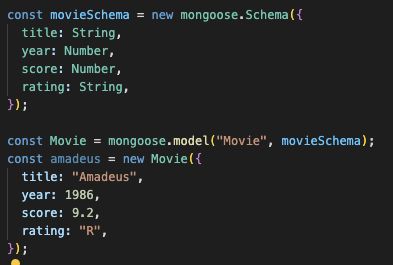 const movieSchema = new mongoose.Schema({
title: String,
year: Number,
score: Number,
rating: String,
});
const Movie = mongoose.model("Movie", movieSchema);
const amadeus = new Movie({
title: "Amadeus",
year: 1986,
score: 9.2,
rating: "R",
});